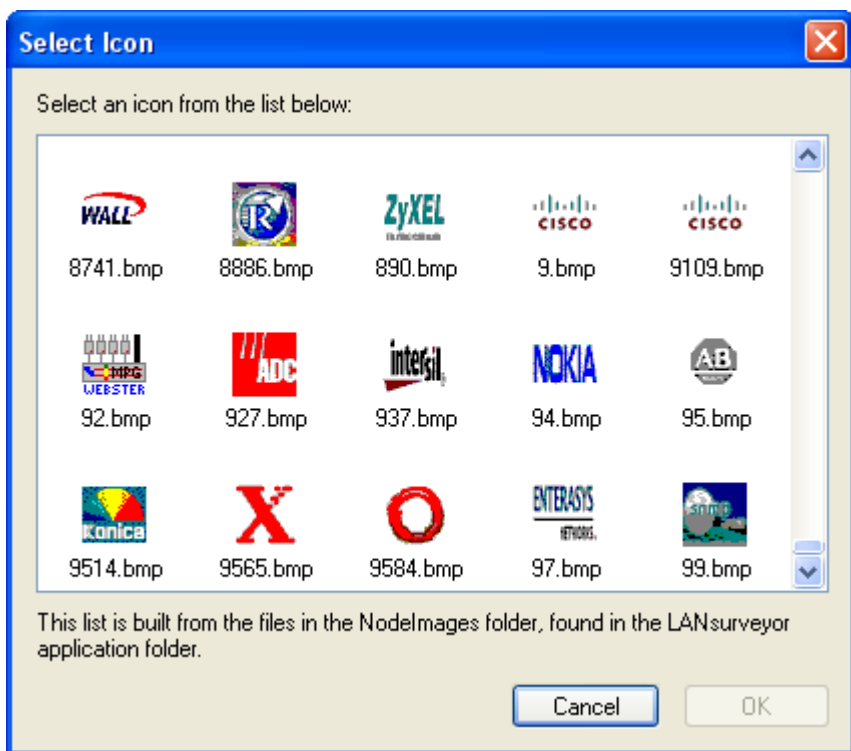 Select Icon
Select an icon from the list below:
WALL
R
ZyXEL
CISCO
CISCO
8741.bmp 8886.bmp 890.bmp 9.bmp 9109.bmp
MPG
WEBSTER
ADC
intersil
NOKIA
AB
92.bmp 927.bmp 937.bmp 94.bmp 95.bmp
Konica
X
ENTERASYS
NETWORKS.
snmp
9514.bmp 9565.bmp 9584.bmp 97.bmp 99.bmp
This list is built from the files in the NodeImages folder, found in the LANsurveyor
application folder.
Cancel OK